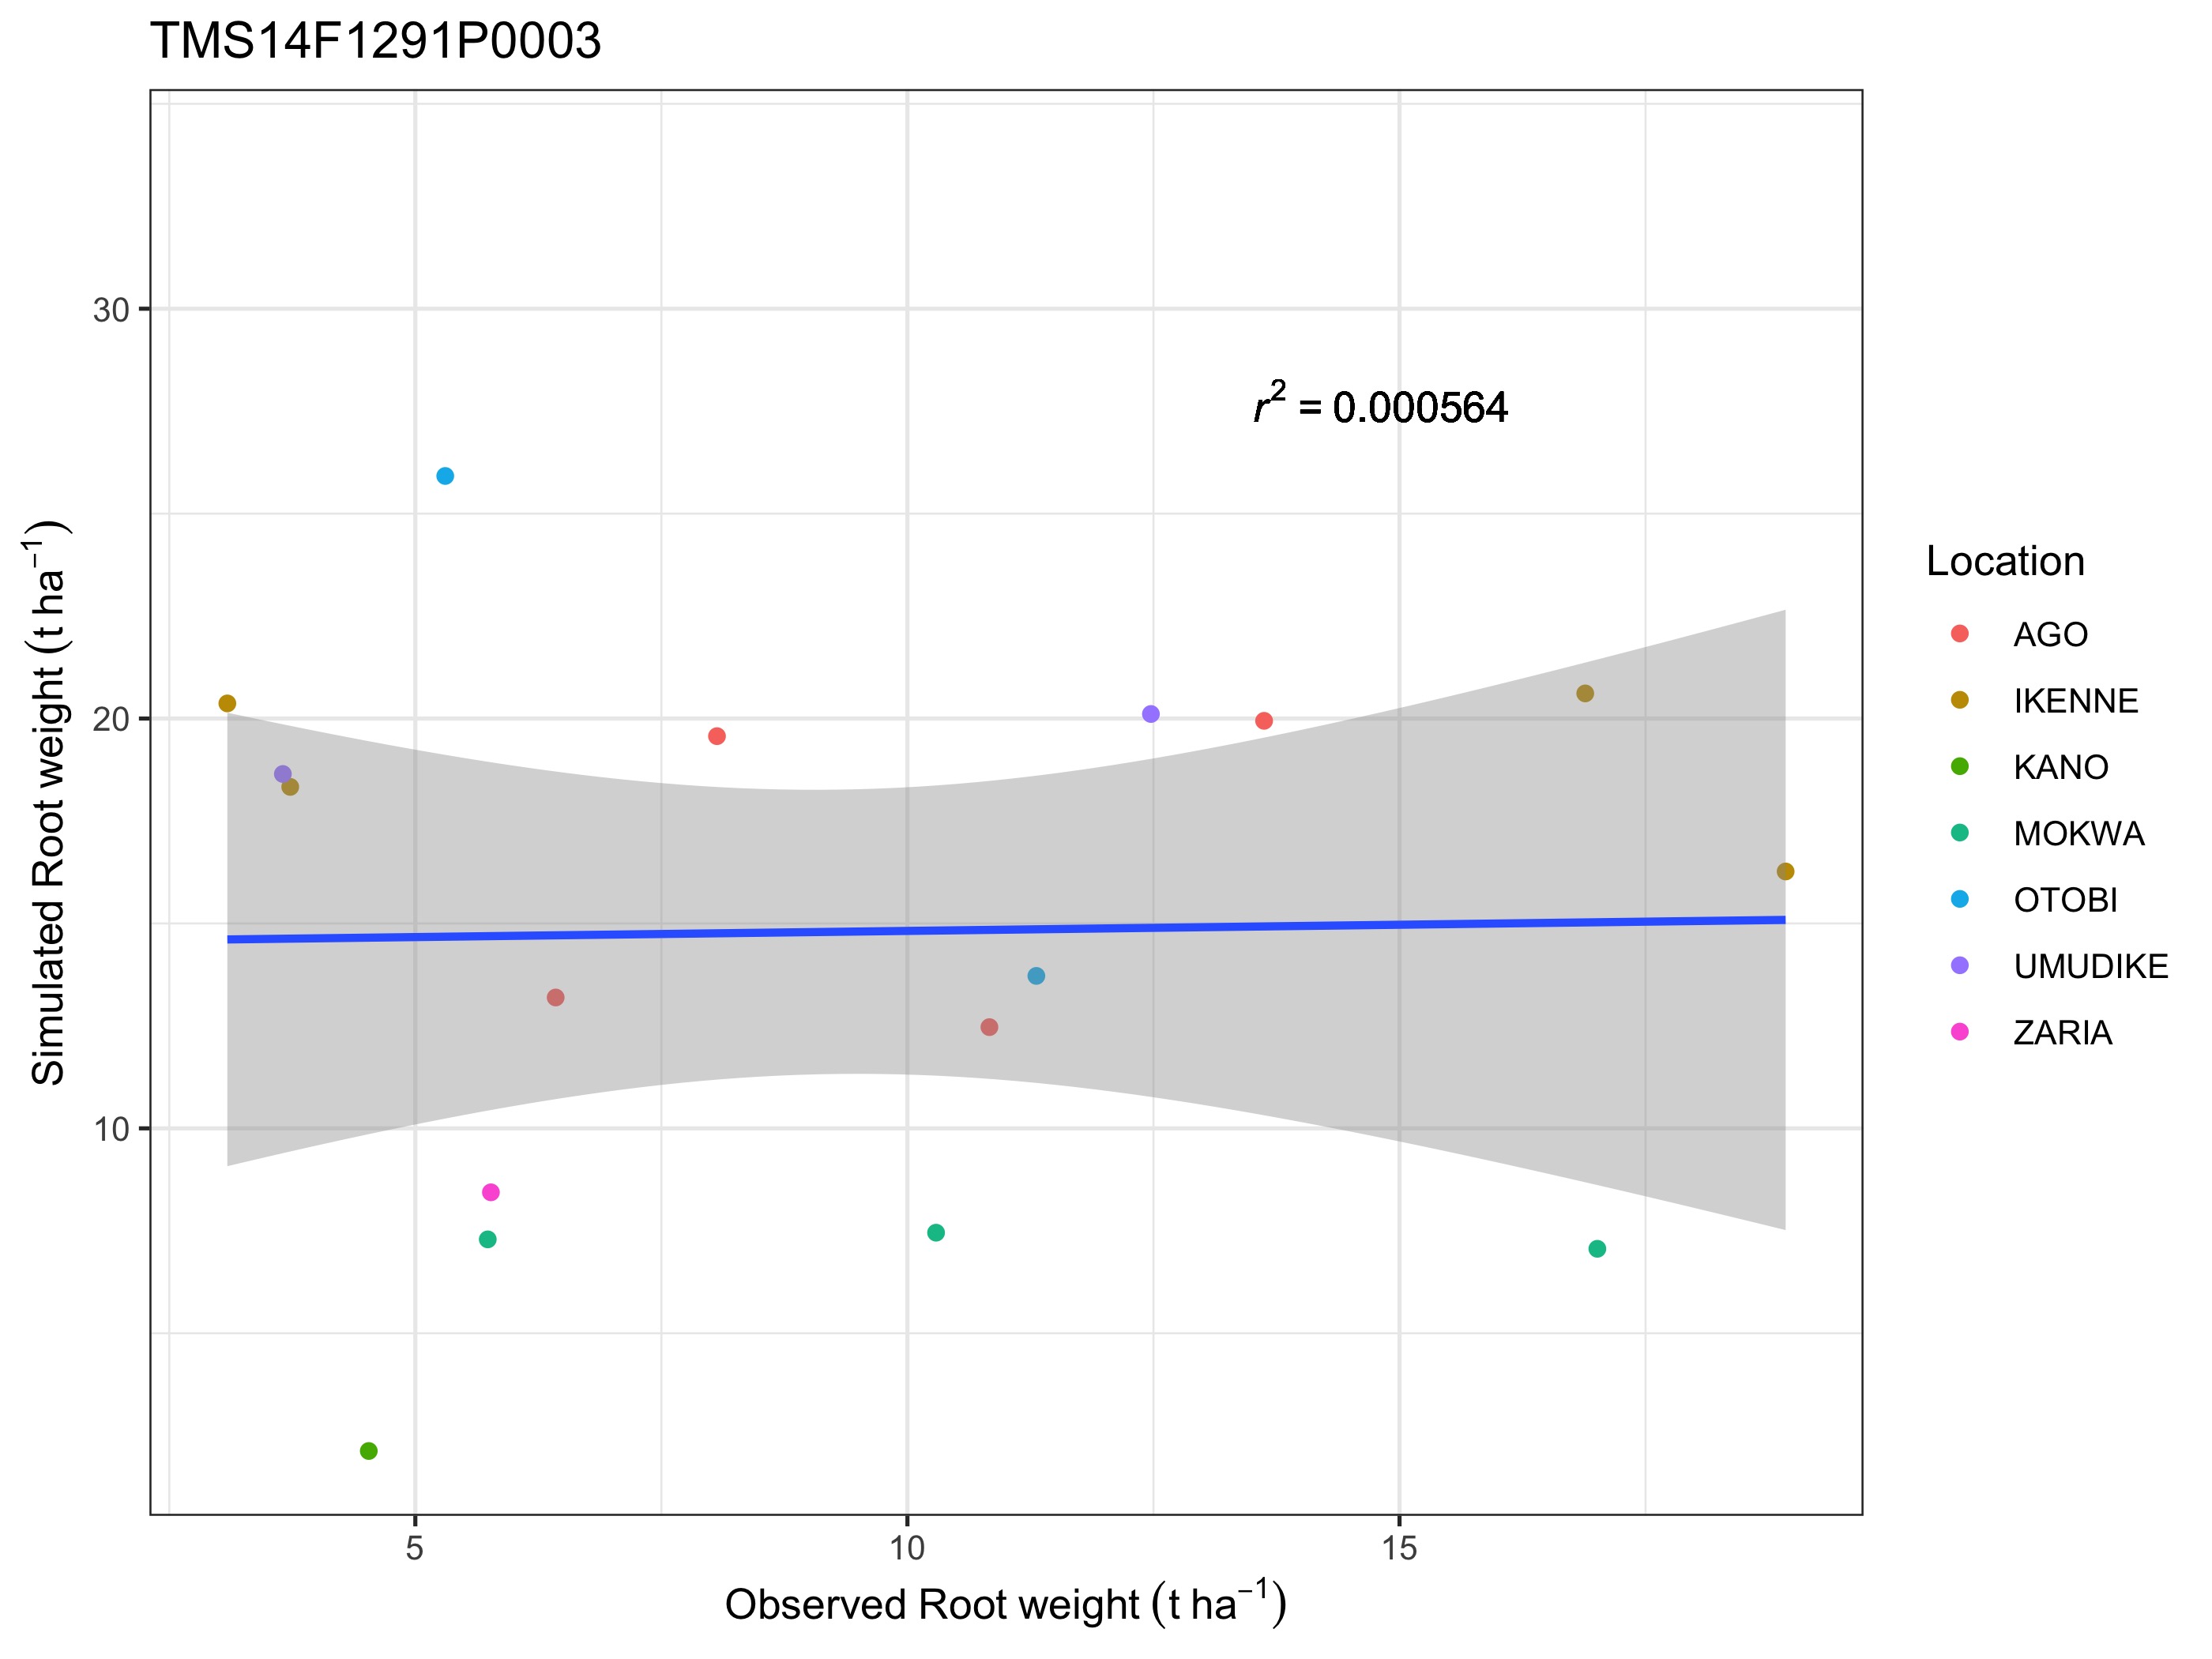 TMS14F1291P0003
r² = 0.000564
30
20
10
Simulated Root weight (t ha⁻¹)
5 10 15
Observed Root weight (t ha⁻¹)
Location
AGO
IKENNE
KANO
MOKWA
OTOBI
UMUDIKE
ZARIA